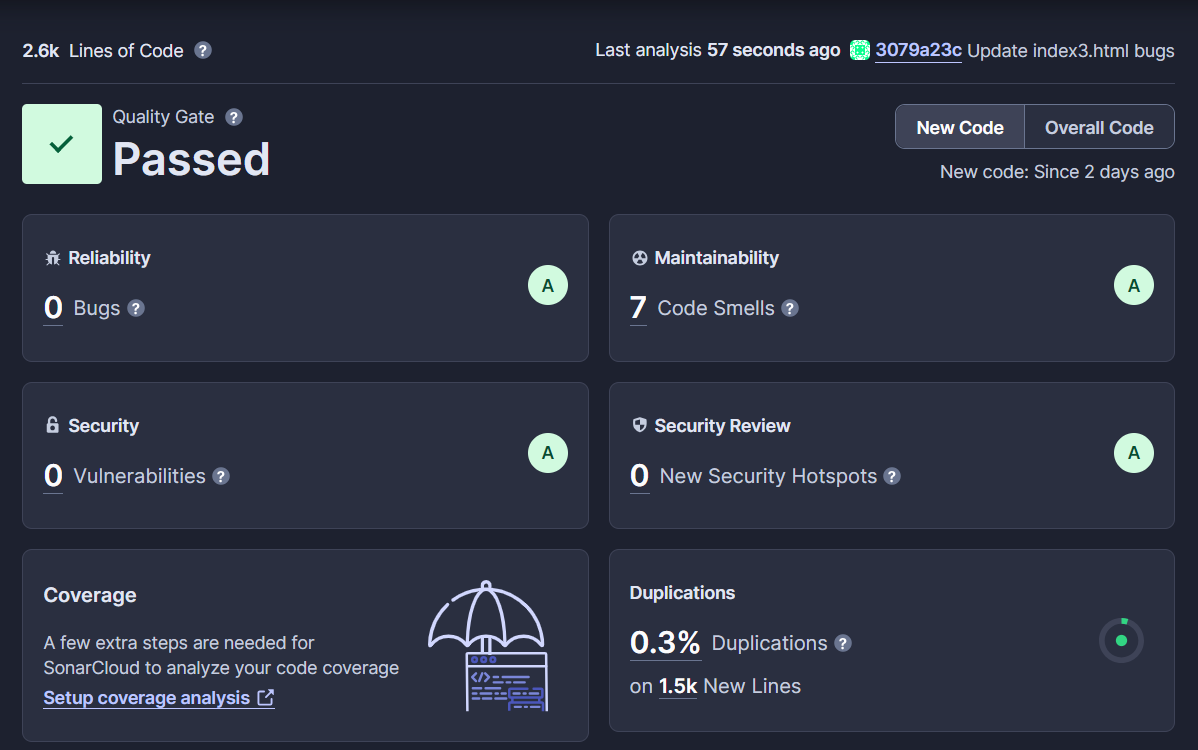 2.6k Lines of Code ?
Last analysis 57 seconds ago 3079a23c Update index3.html bugs
Quality Gate ?
Passed
New Code Overall Code
New code: Since 2 days ago
Reliability
0 Bugs ?
A
Maintainability
7 Code Smells ?
A
Security
0 Vulnerabilities ?
A
Security Review
0 New Security Hotspots ?
A
Coverage
A few extra steps are needed for
SonarCloud to analyze your code coverage
Setup coverage analysis
</>
Duplications
0.3% Duplications ?
on 1.5k New Lines